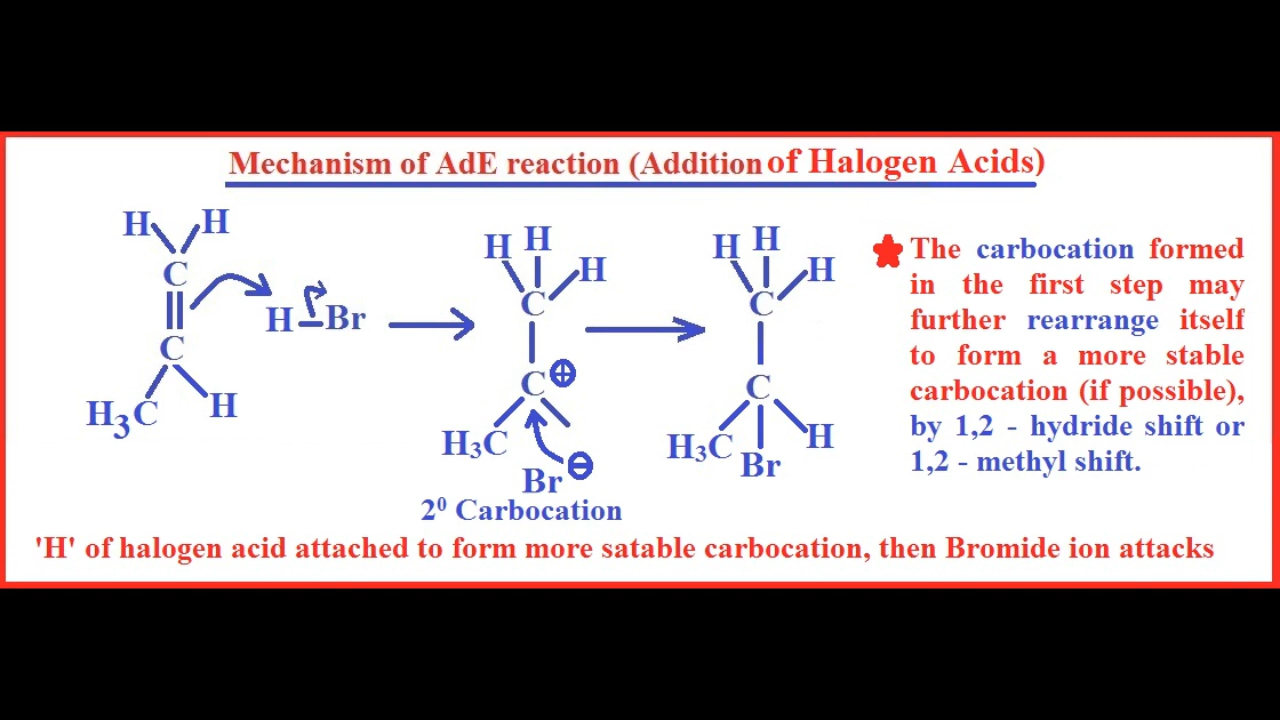 Mechanism of AdE reaction (Addition of Halogen Acids)
H H
C
C
H₃C H
H Br
H H H
C
C ⊕
H₃C
Br ⊖
2⁰ Carbocation
H H H
C
C
H₃C H
Br
The carbocation formed
in the first step may
further rearrange itself
to form a more stable
carbocation (if possible),
by 1,2 - hydride shift or
1,2 - methyl shift.
'H' of halogen acid attached to form more satable carbocation, then Bromide ion attacks